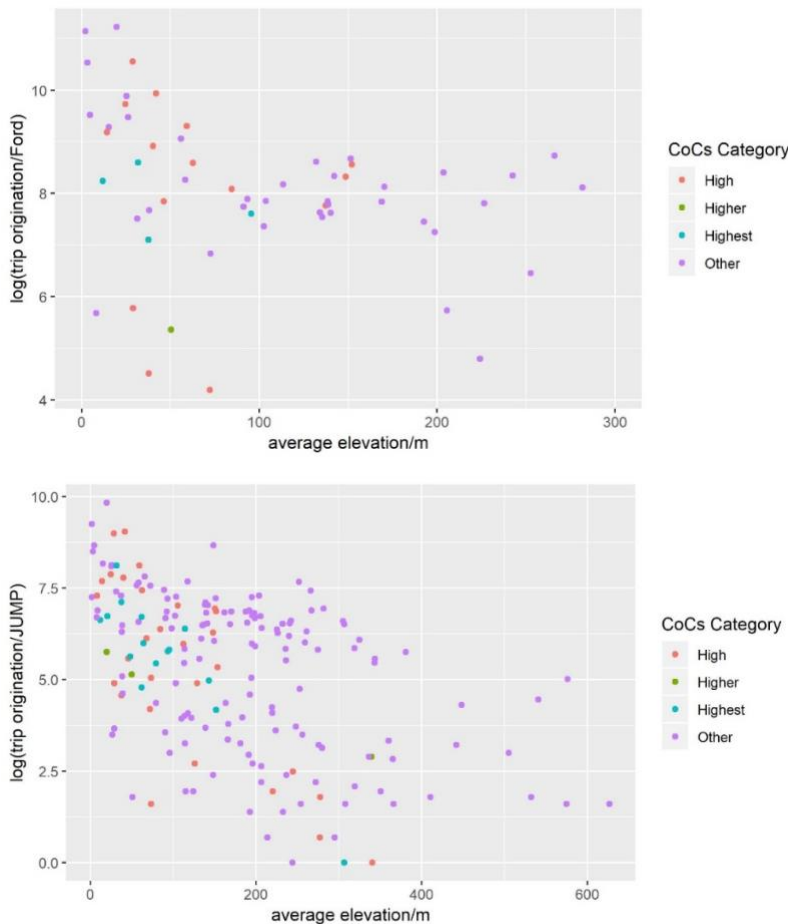 log(trip origination/Ford)
10
8
6
4
0
100
200
300
average elevation/m
CoCs Category
High
Higher
Highest
Other
log(trip origination/JUMP)
10.0
7.5
5.0
2.5
0.0
0
200
400
600
average elevation/m
CoCs Category
High
Higher
Highest
Other